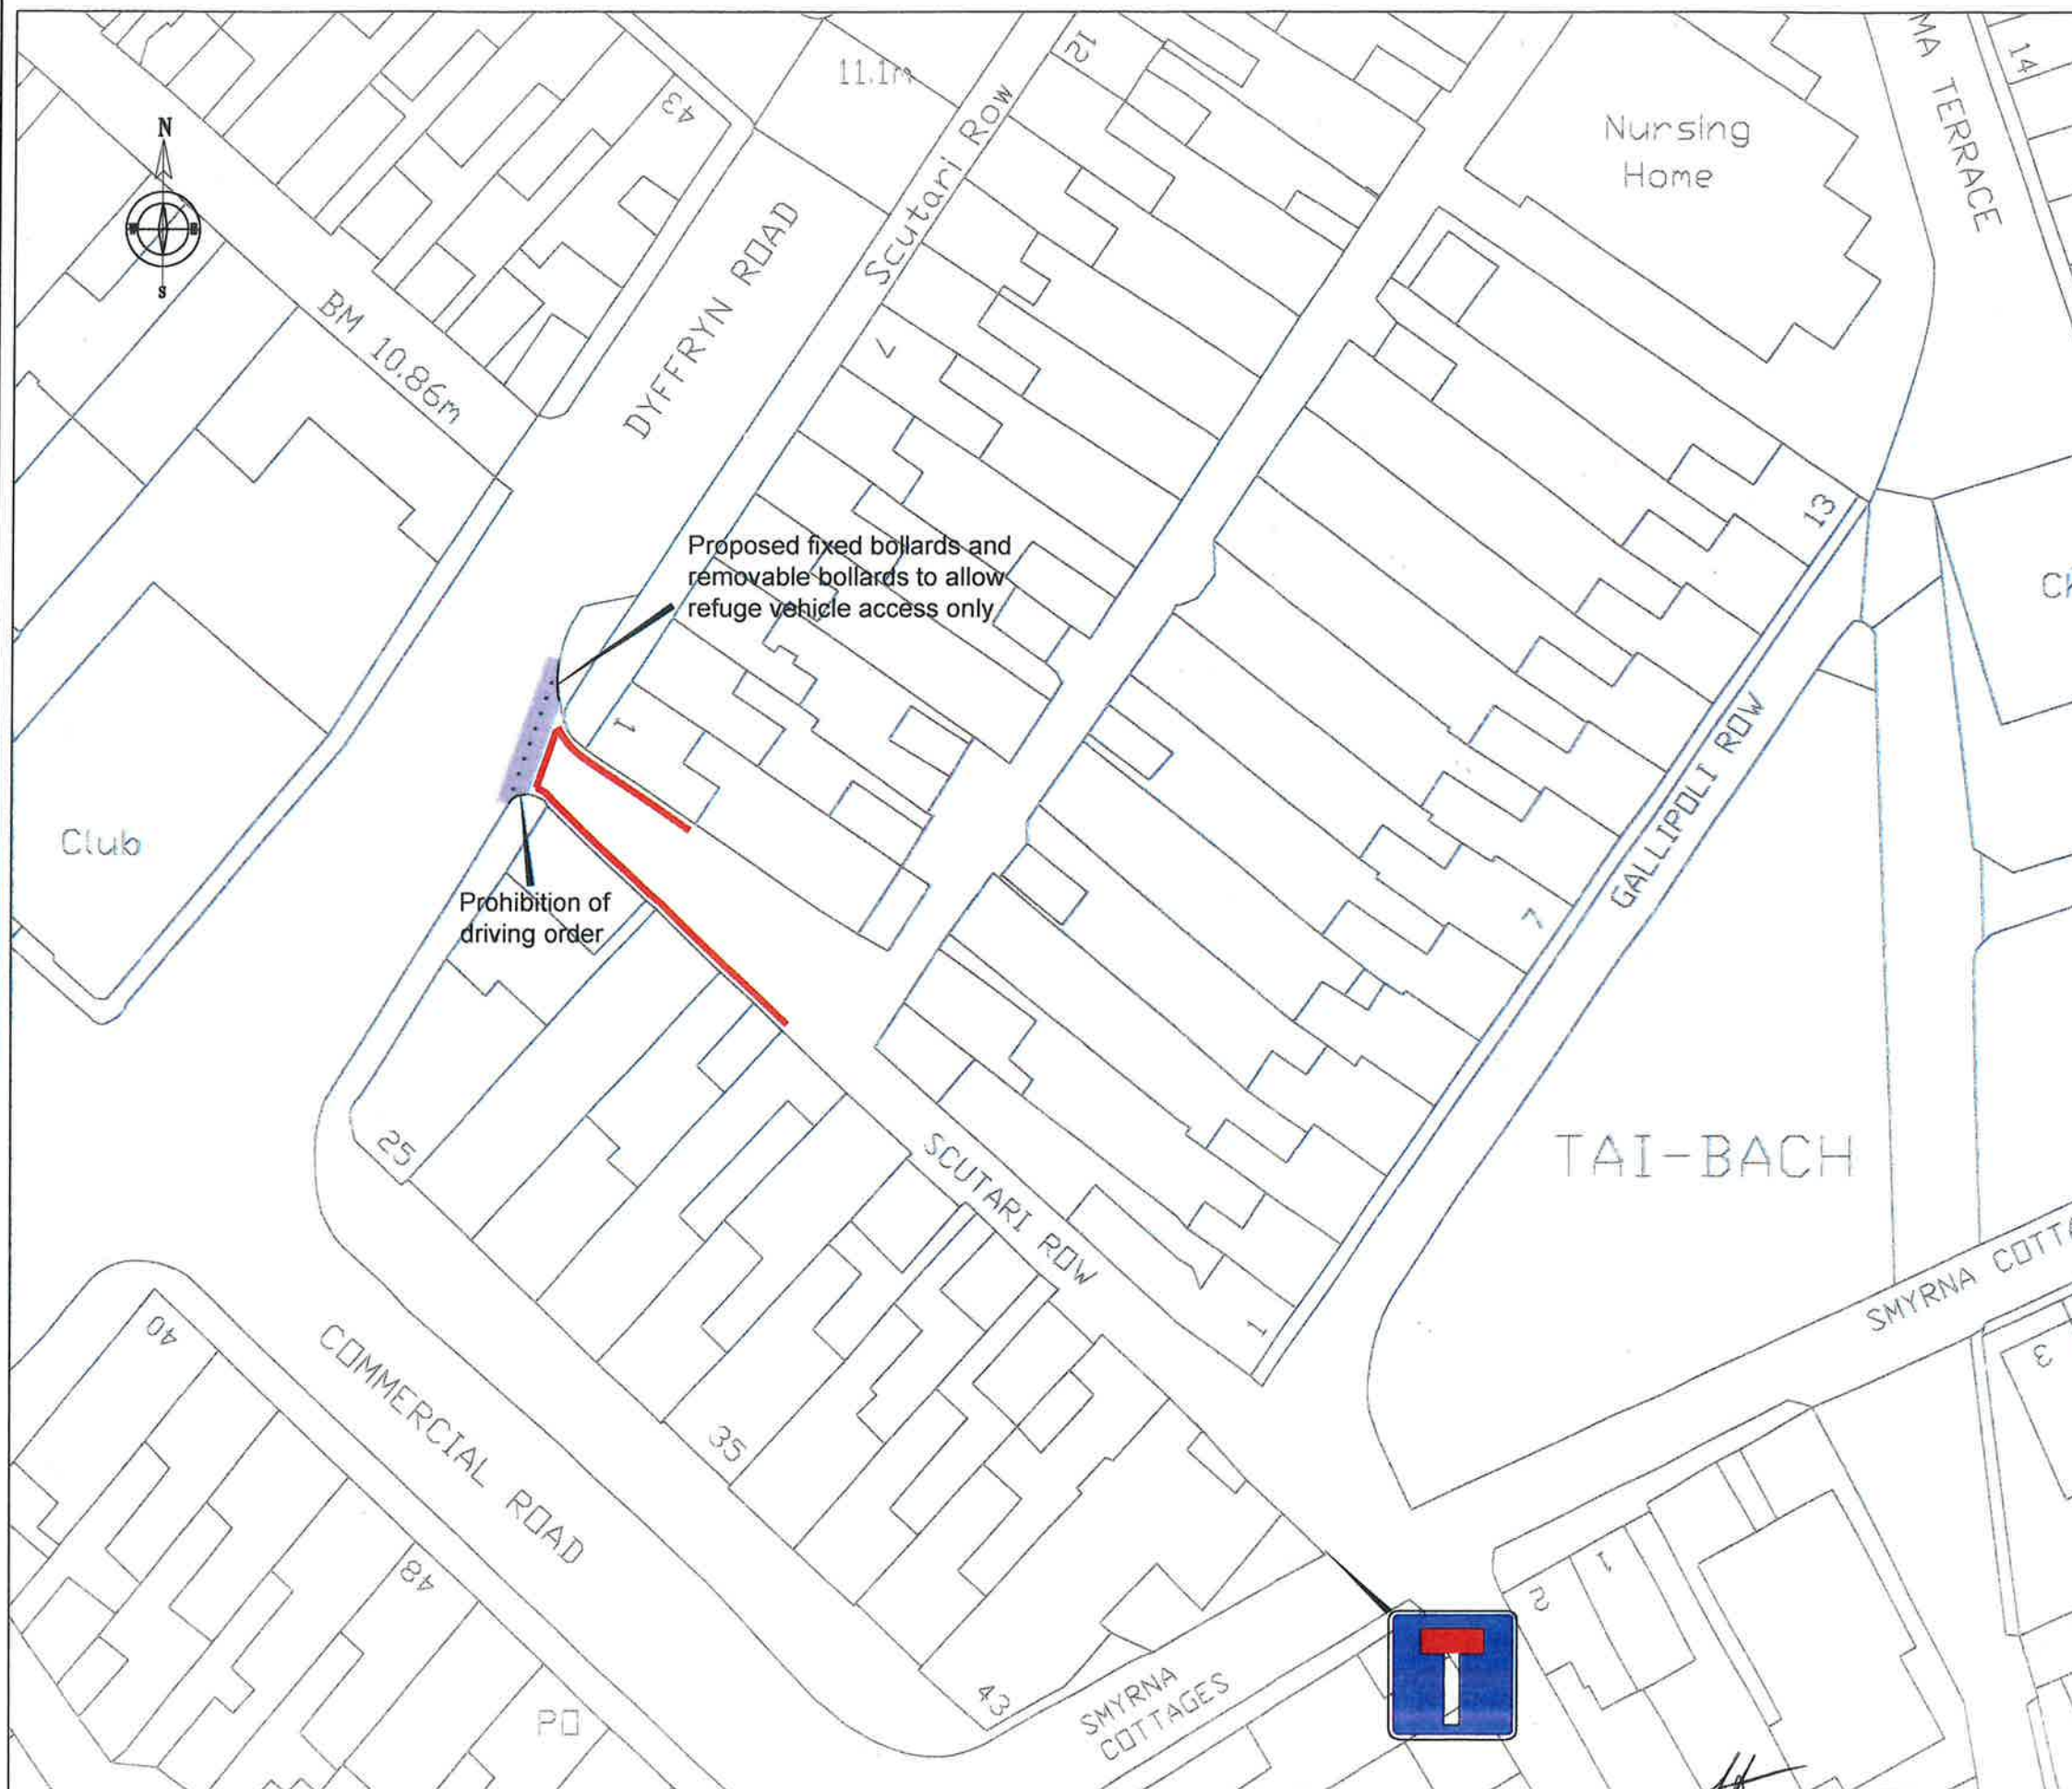 12
14
11.1m
43
Scutari Row
MA TERRACE
Nursing
Home
N
S
DYFFRYN ROAD
BM 10.86m
7
13
Proposed fixed bollards and
removable bollards to allow
refuge vehicle access only
1
GALLIPOLI ROW
Club
Prohibition of
driving order
7
25
SCUTARI ROW
TAI-BACH
SMYRNA COTTA
1
40
3
COMMERCIAL ROAD
35
48
1
2
43
SMYRNA
COTTAGES
PO